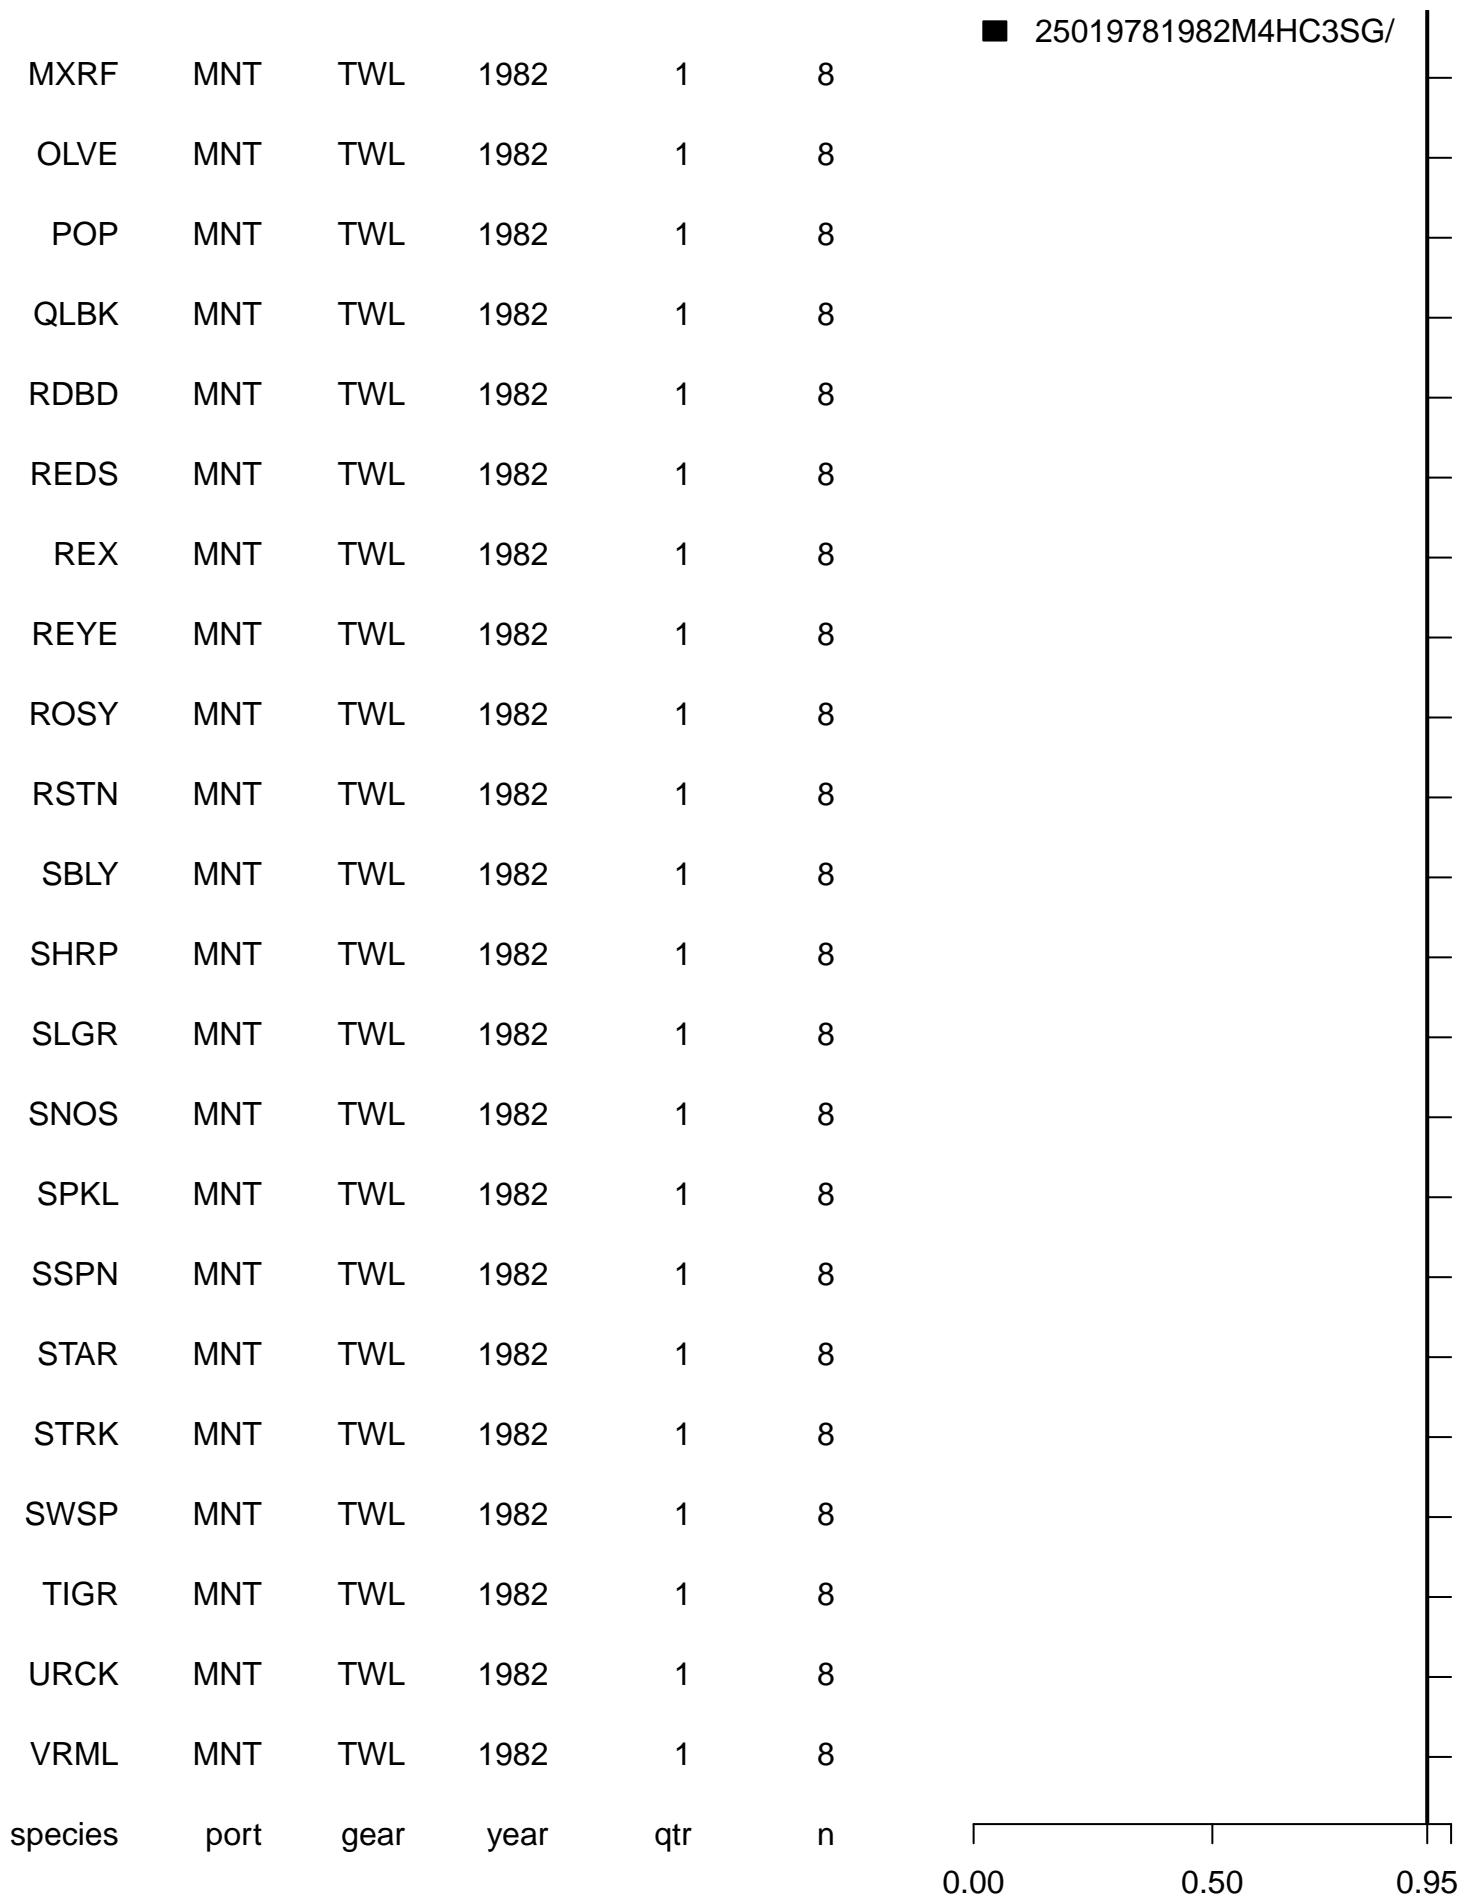 25019781982M4HC3SG/
MXRF MNT TWL 1982 1 8
OLVE MNT TWL 1982 1 8
POP MNT TWL 1982 1 8
QLBK MNT TWL 1982 1 8
RDBD MNT TWL 1982 1 8
REDS MNT TWL 1982 1 8
REX MNT TWL 1982 1 8
REYE MNT TWL 1982 1 8
ROSY MNT TWL 1982 1 8
RSTN MNT TWL 1982 1 8
SBLY MNT TWL 1982 1 8
SHRP MNT TWL 1982 1 8
SLGR MNT TWL 1982 1 8
SNOS MNT TWL 1982 1 8
SPKL MNT TWL 1982 1 8
SSPN MNT TWL 1982 1 8
STAR MNT TWL 1982 1 8
STRK MNT TWL 1982 1 8
SWSP MNT TWL 1982 1 8
TIGR MNT TWL 1982 1 8
URCK MNT TWL 1982 1 8
VRML MNT TWL 1982 1 8
species port gear year qtr n
0.00 0.50 0.95